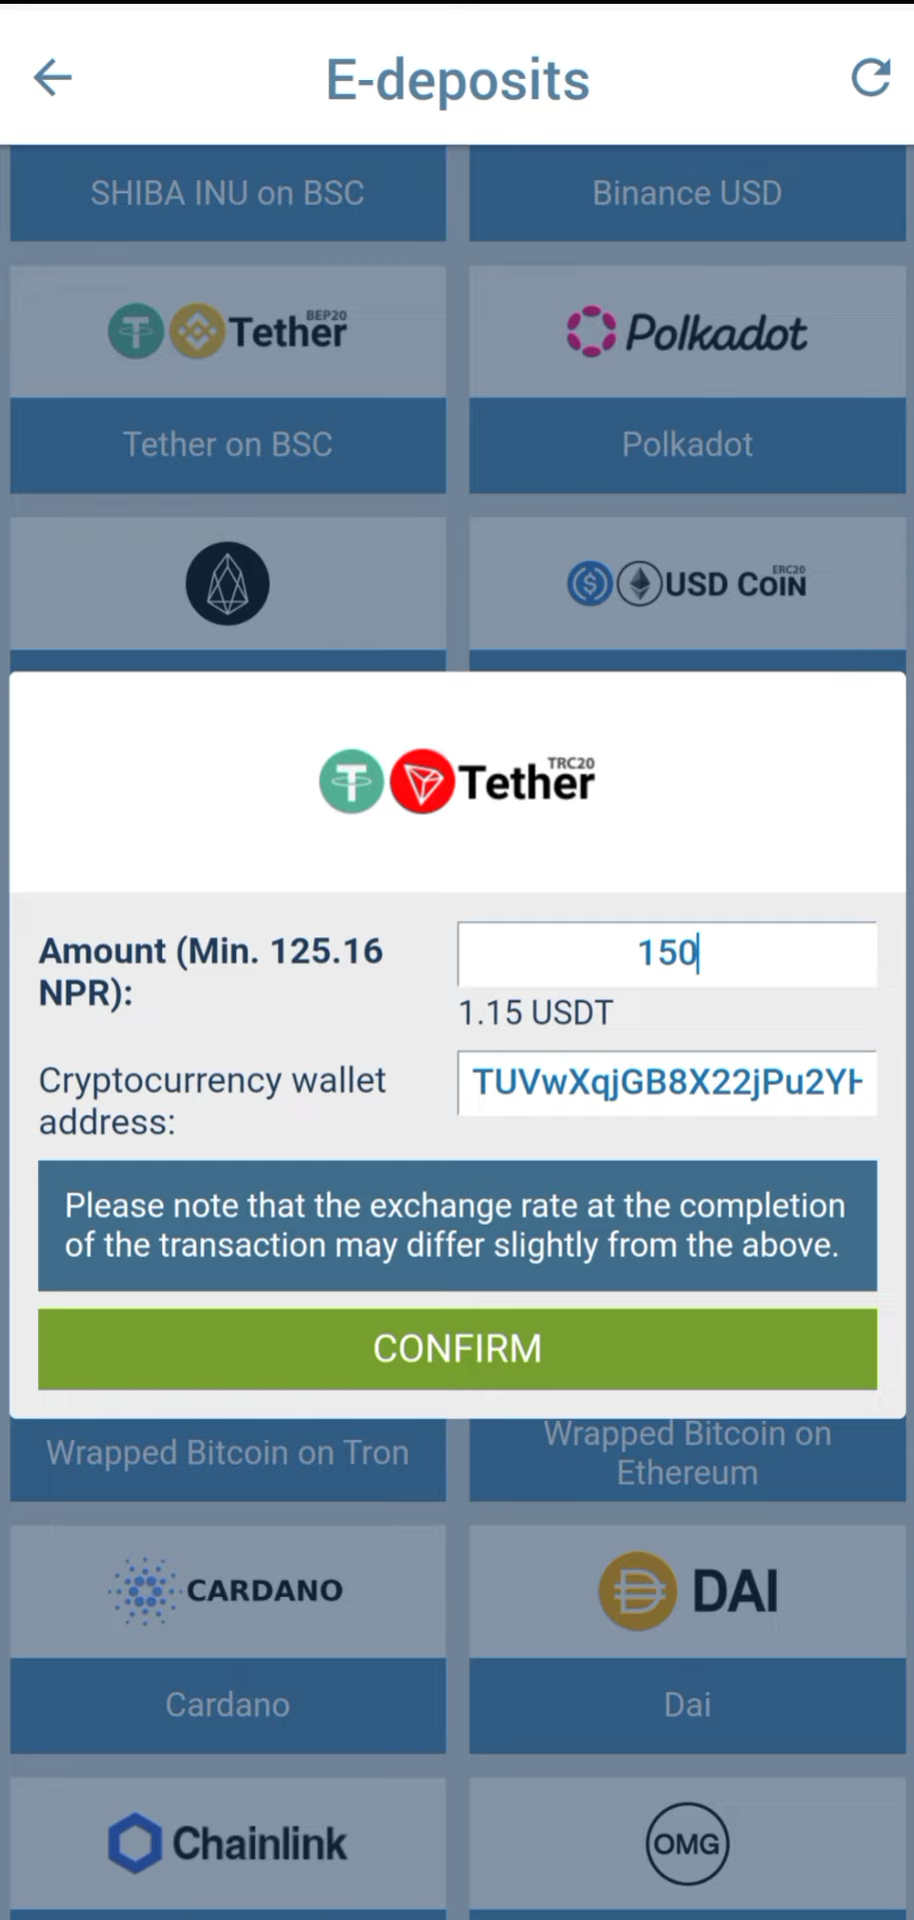 E-deposits
SHIBA INU on BSC
Binance USD
BEP20
Tether
Polkadot
Tether on BSC
Polkadot
ERC20
USD COIN
TRC20
Tether
Amount (Min. 125.16
NPR):
150
1.15 USDT
Cryptocurrency wallet
address:
TUVwXqjGB8X22jPu2YH
Please note that the exchange rate at the completion
of the transaction may differ slightly from the above.
CONFIRM
Wrapped Bitcoin on Tron
Wrapped Bitcoin on
Ethereum
CARDANO
DAI
Cardano
Dai
Chainlink
OMG